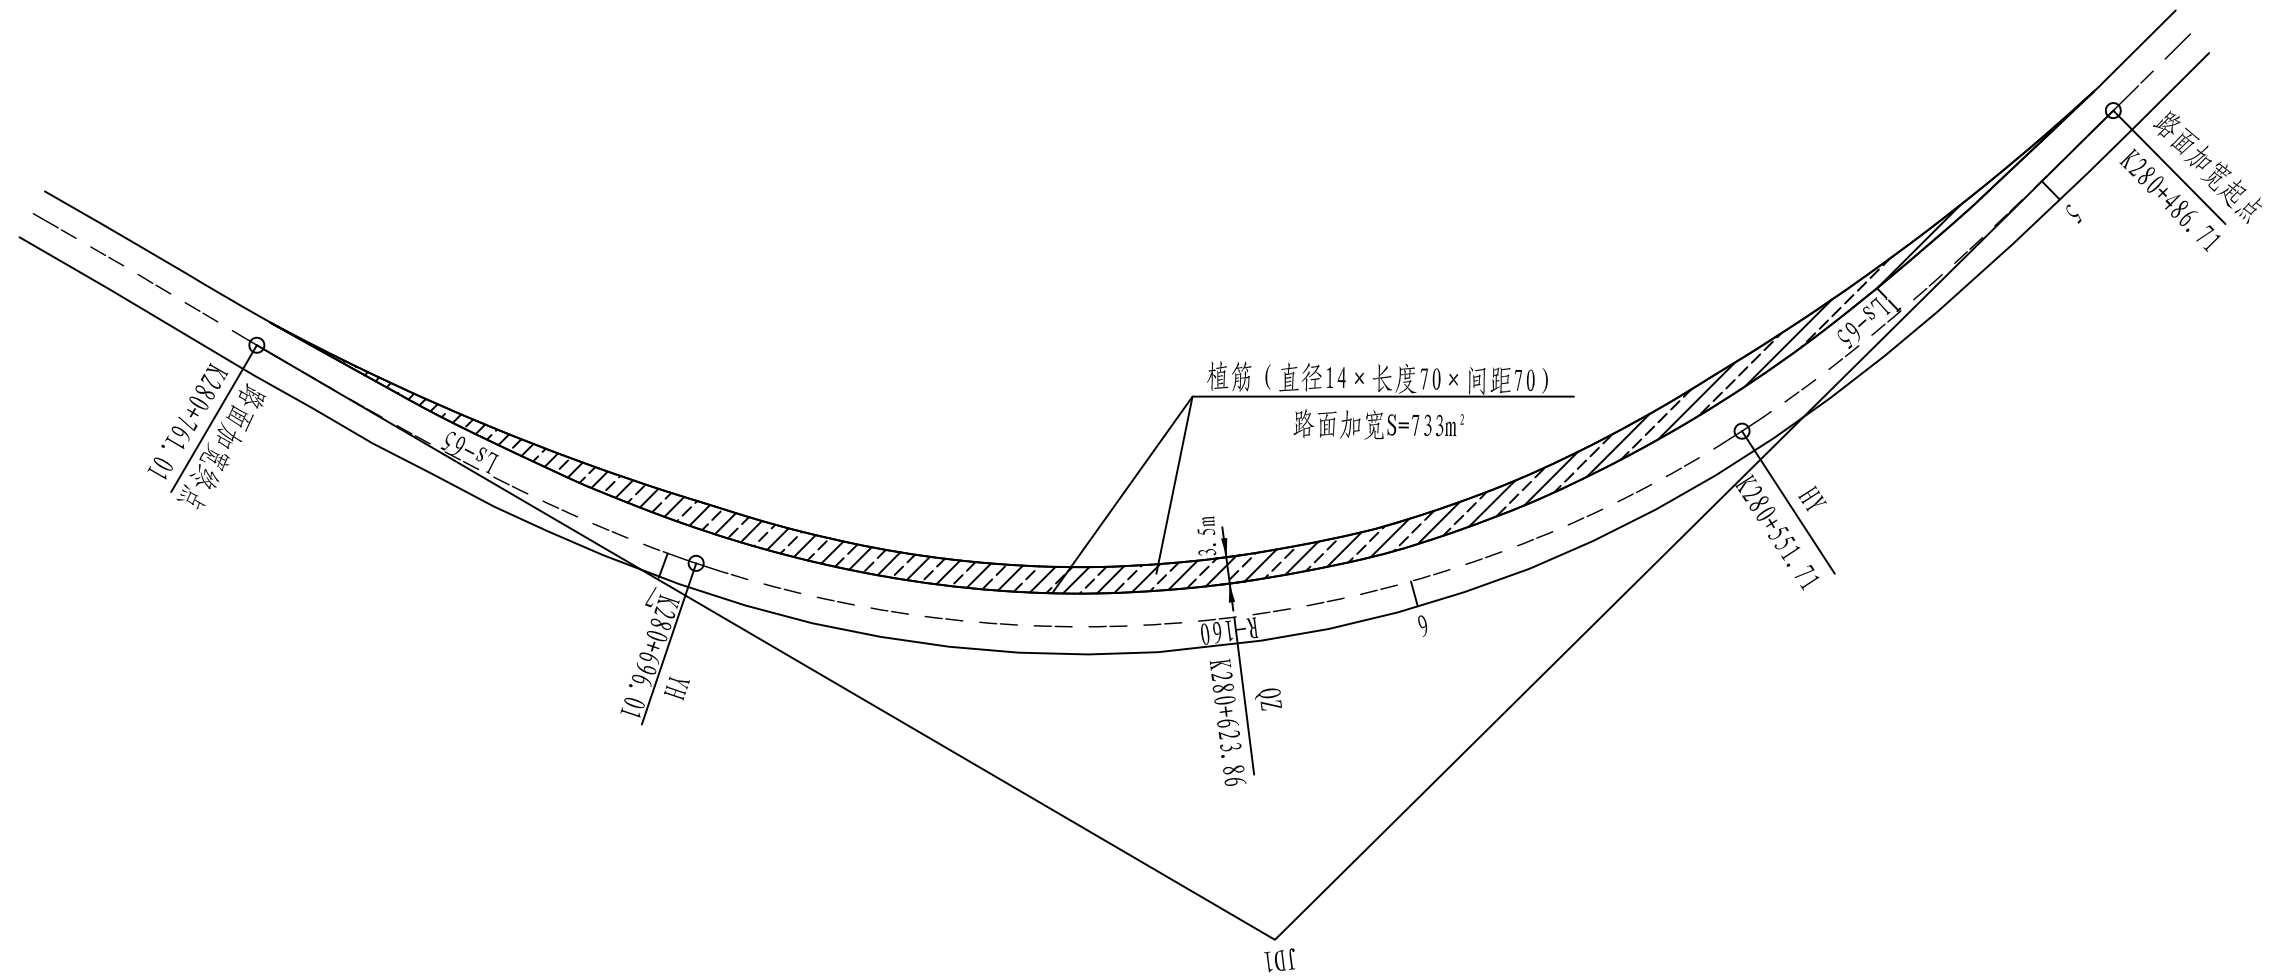 路面加宽起点
K280+486.71
5
Ls-65
植筋（直径14×长度70×间距70）
路面加宽S=733m²
K280+761.01
路面加宽终点
Ls-65
HY
K280+551.71
3.5m
R-160
6
7
K280+696.01
YH
QZ
K280+623.86
JD1